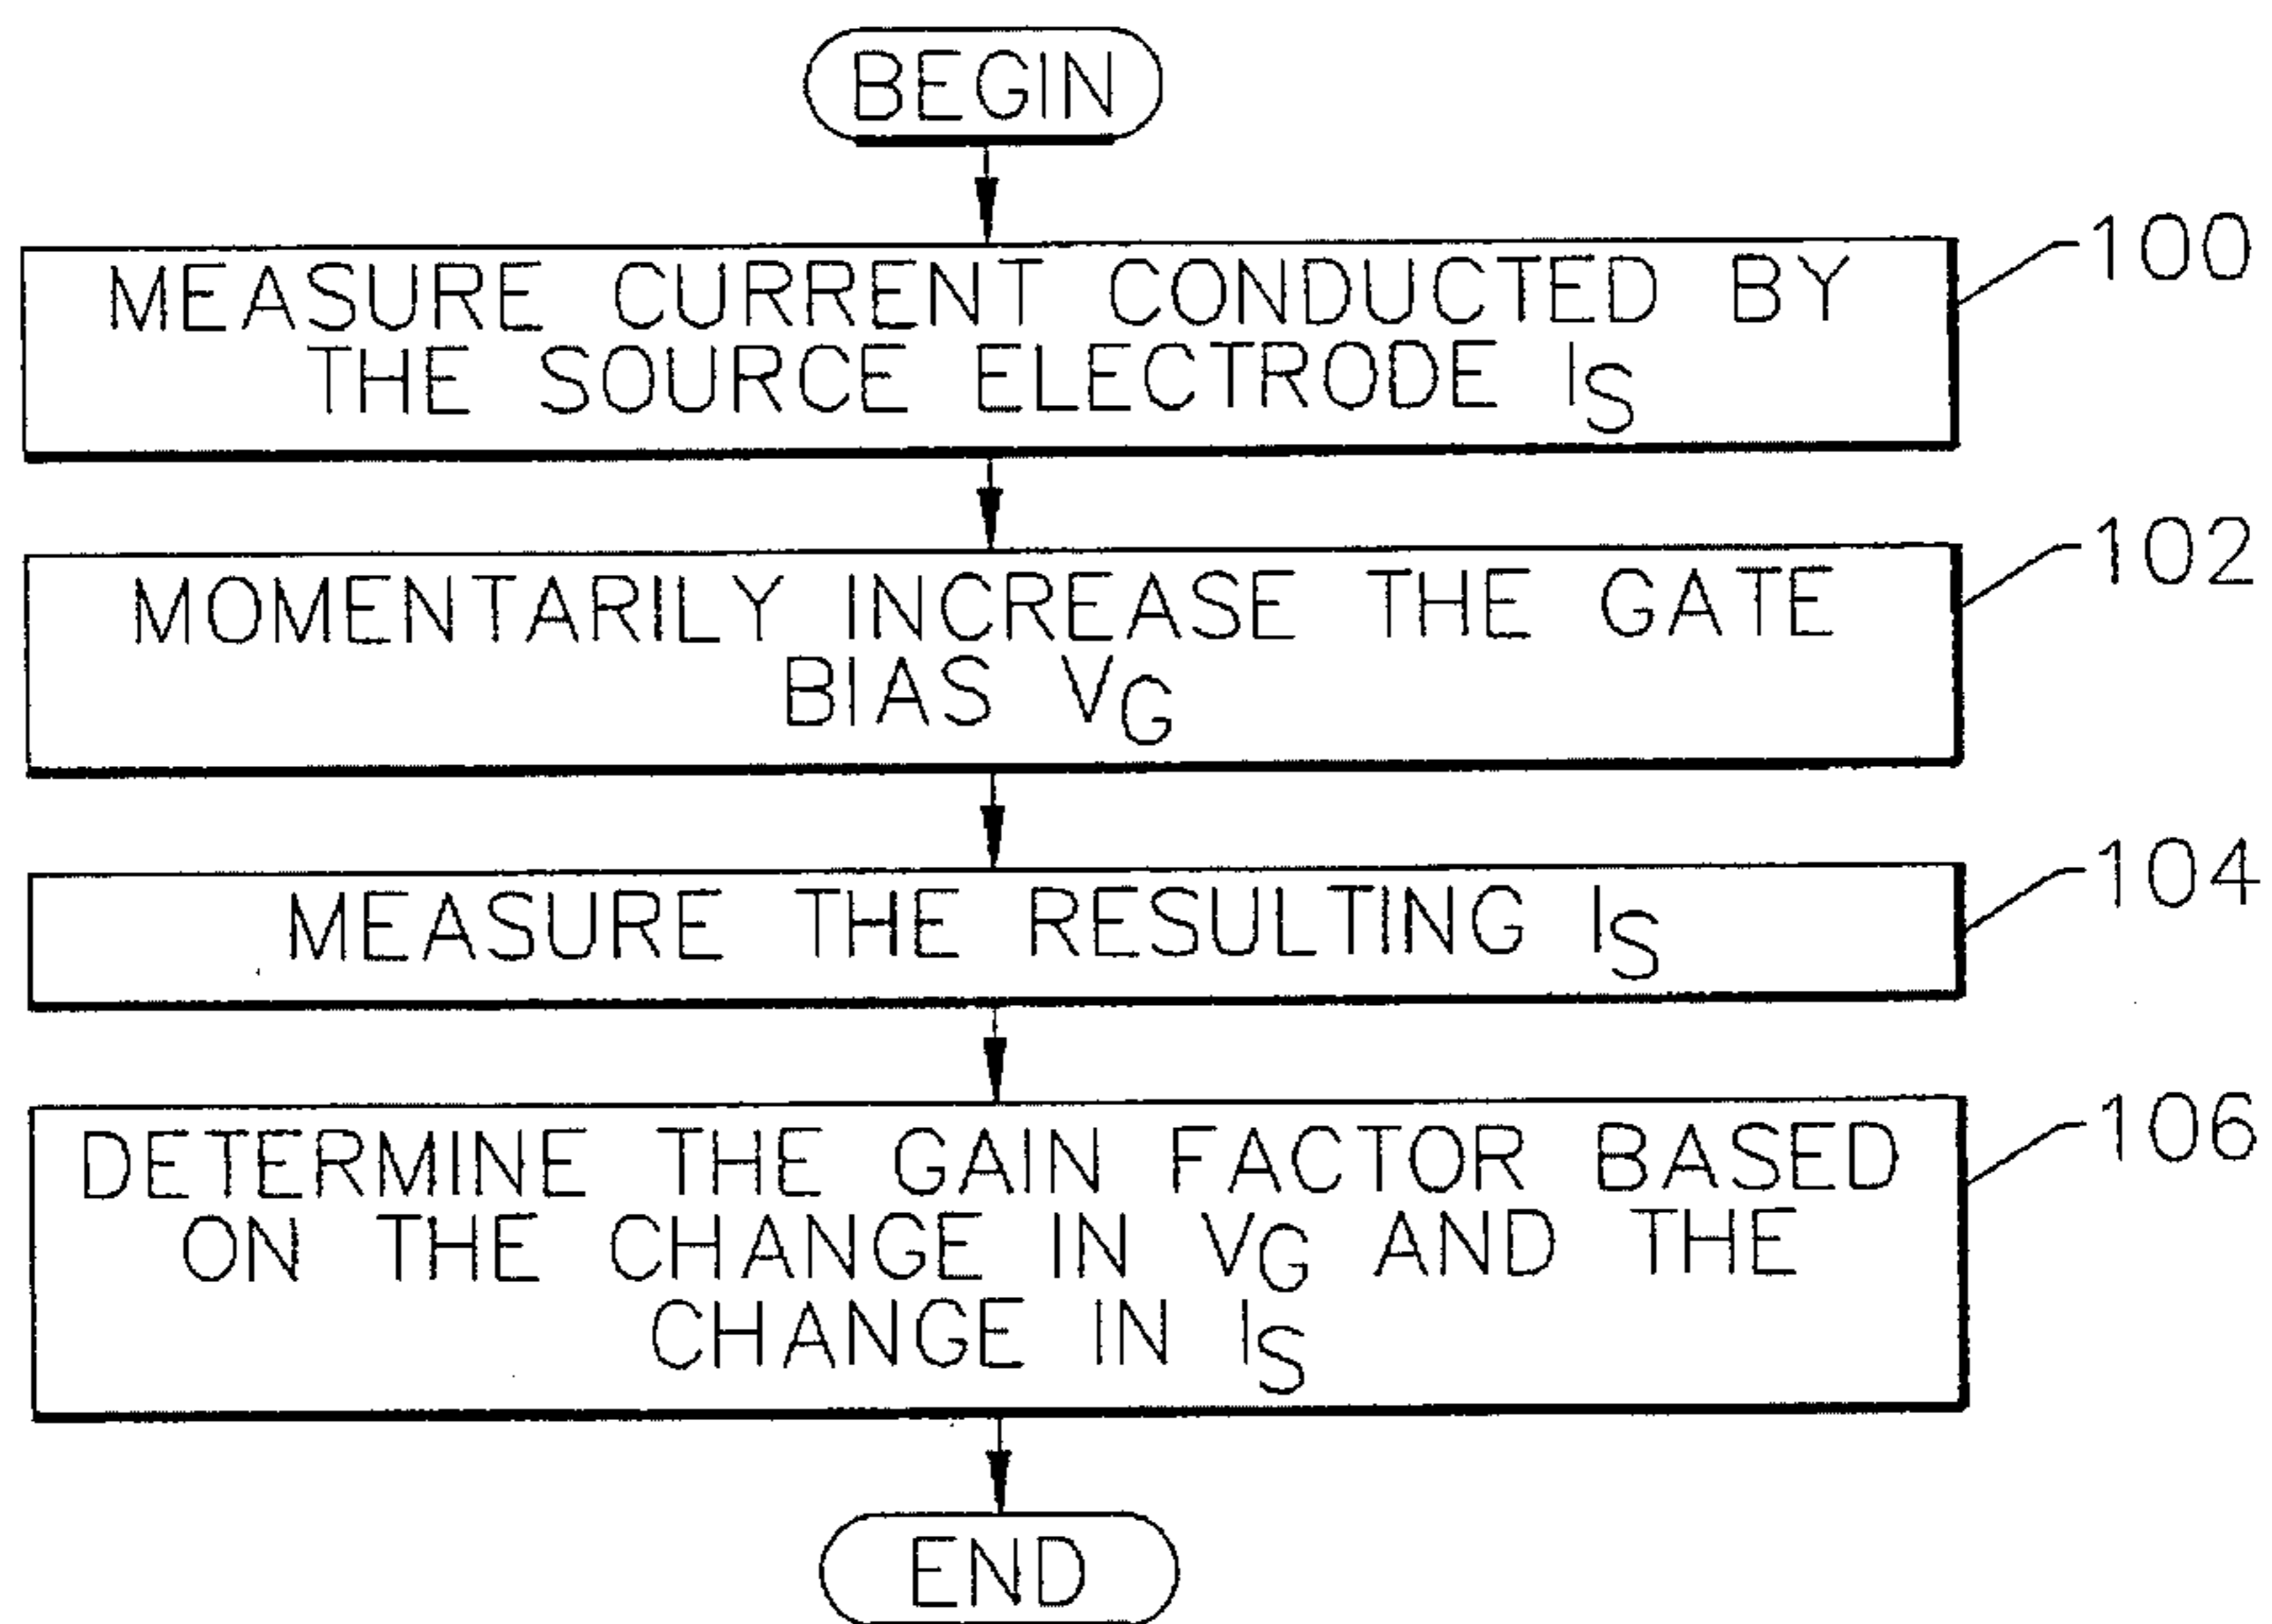 BEGIN
100
MEASURE CURRENT CONDUCTED BY
THE SOURCE ELECTRODE IS
102
MOMENTARILY INCREASE THE GATE
BIAS VG
104
MEASURE THE RESULTING IS
106
DETERMINE THE GAIN FACTOR BASED
ON THE CHANGE IN VG AND THE
CHANGE IN IS
END